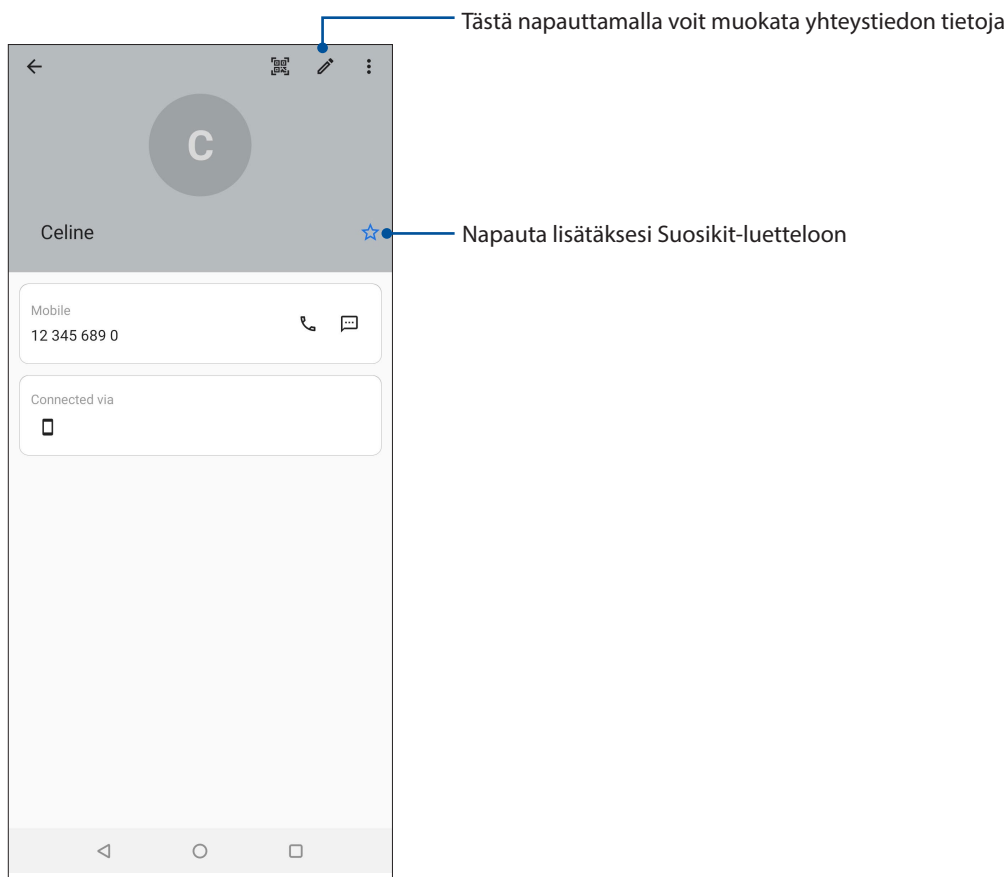 Tästä napauttamalla voit muokata yhteystiedon tietoja
C
Celine
Napauta lisätäksesi Suosikit-luetteloon
Mobile
12 345 689 0
Connected via